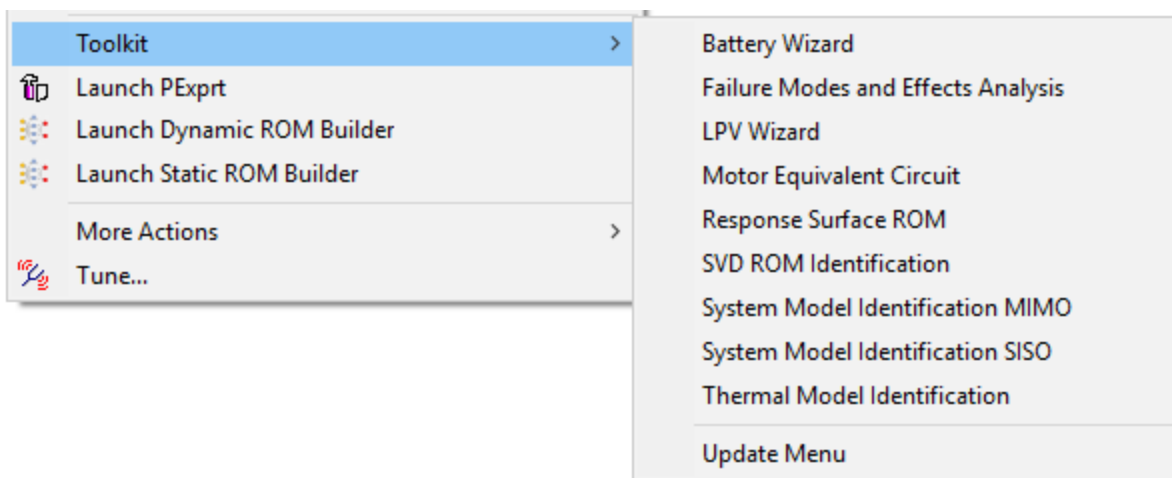 Toolkit
Launch PExprt
Launch Dynamic ROM Builder
Launch Static ROM Builder
More Actions
Tune...
Battery Wizard
Failure Modes and Effects Analysis
LPV Wizard
Motor Equivalent Circuit
Response Surface ROM
SVD ROM Identification
System Model Identification MIMO
System Model Identification SISO
Thermal Model Identification
Update Menu